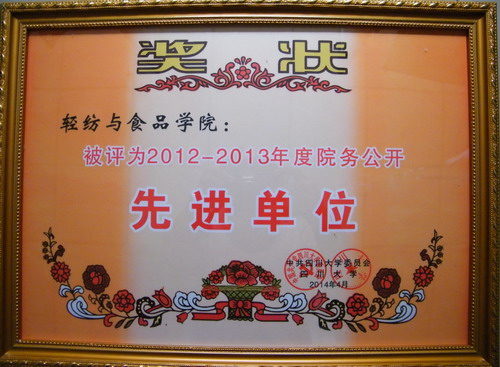 奖状
轻纺与食品学院：
被评为2012-2013年度院务公开
先进单位
中共四川大学委员会
四川大学
2014年4月